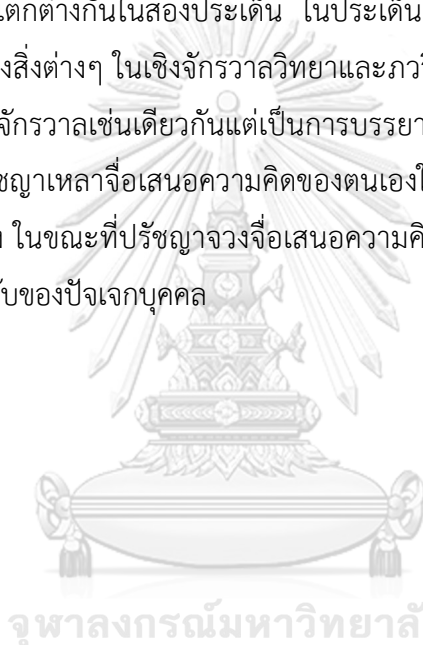 แตกต่างกันในสองประเด็น ในประเด็น
งสิ่งต่างๆ ในเชิงจักรวาลวิทยาและภว
จักรวาลเช่นเดียวกันแต่เป็นการบรรยา
ชญาเหลาจื่อเสนอความคิดของตนเองใ
ง ในขณะที่ปรัชญาจวงจื่อเสนอความคิ
ับของปัจเจกบุคคล
จุฬาลงกรณ์มหาวิทยาลั